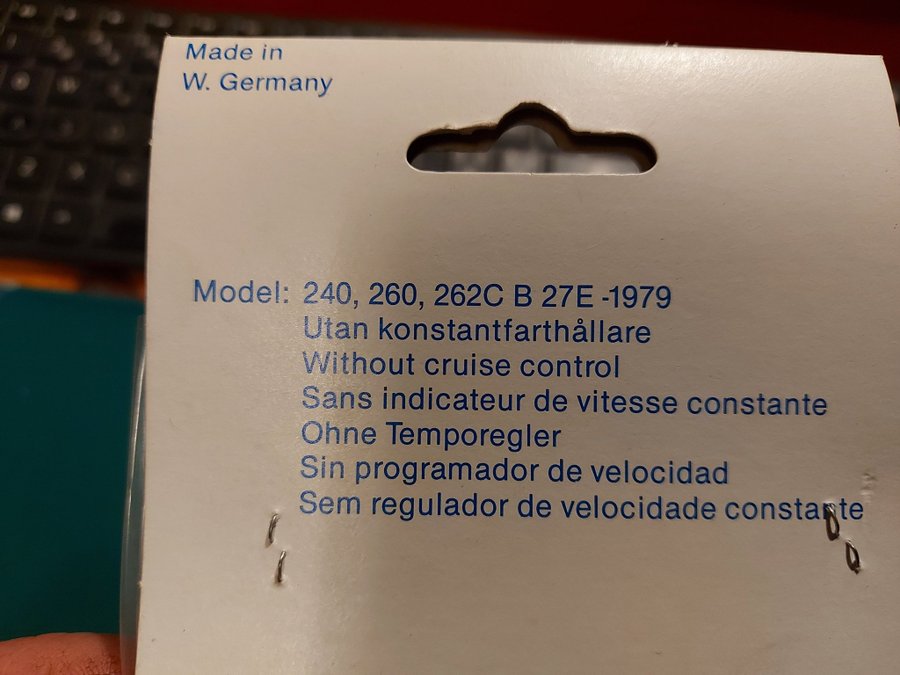 Made in
W. Germany
Model: 240, 260, 262C B 27E -1979
Utan konstantfarthållare
Without cruise control
Sans indicateur de vitesse constante
Ohne Temporegler
Sin programador de velocidad
Sem regulador de velocidade constante